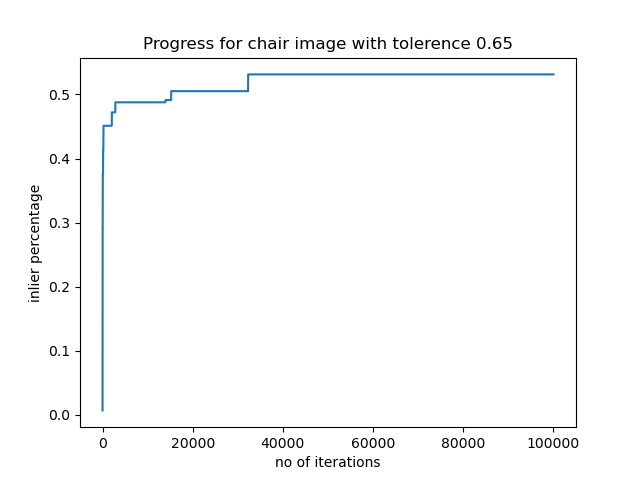 Progress for chair image with tolerence 0.65
0.5
0.4
0.3
0.2
0.1
0.0
inlier percentage
0 20000 40000 60000 80000 100000
no of iterations